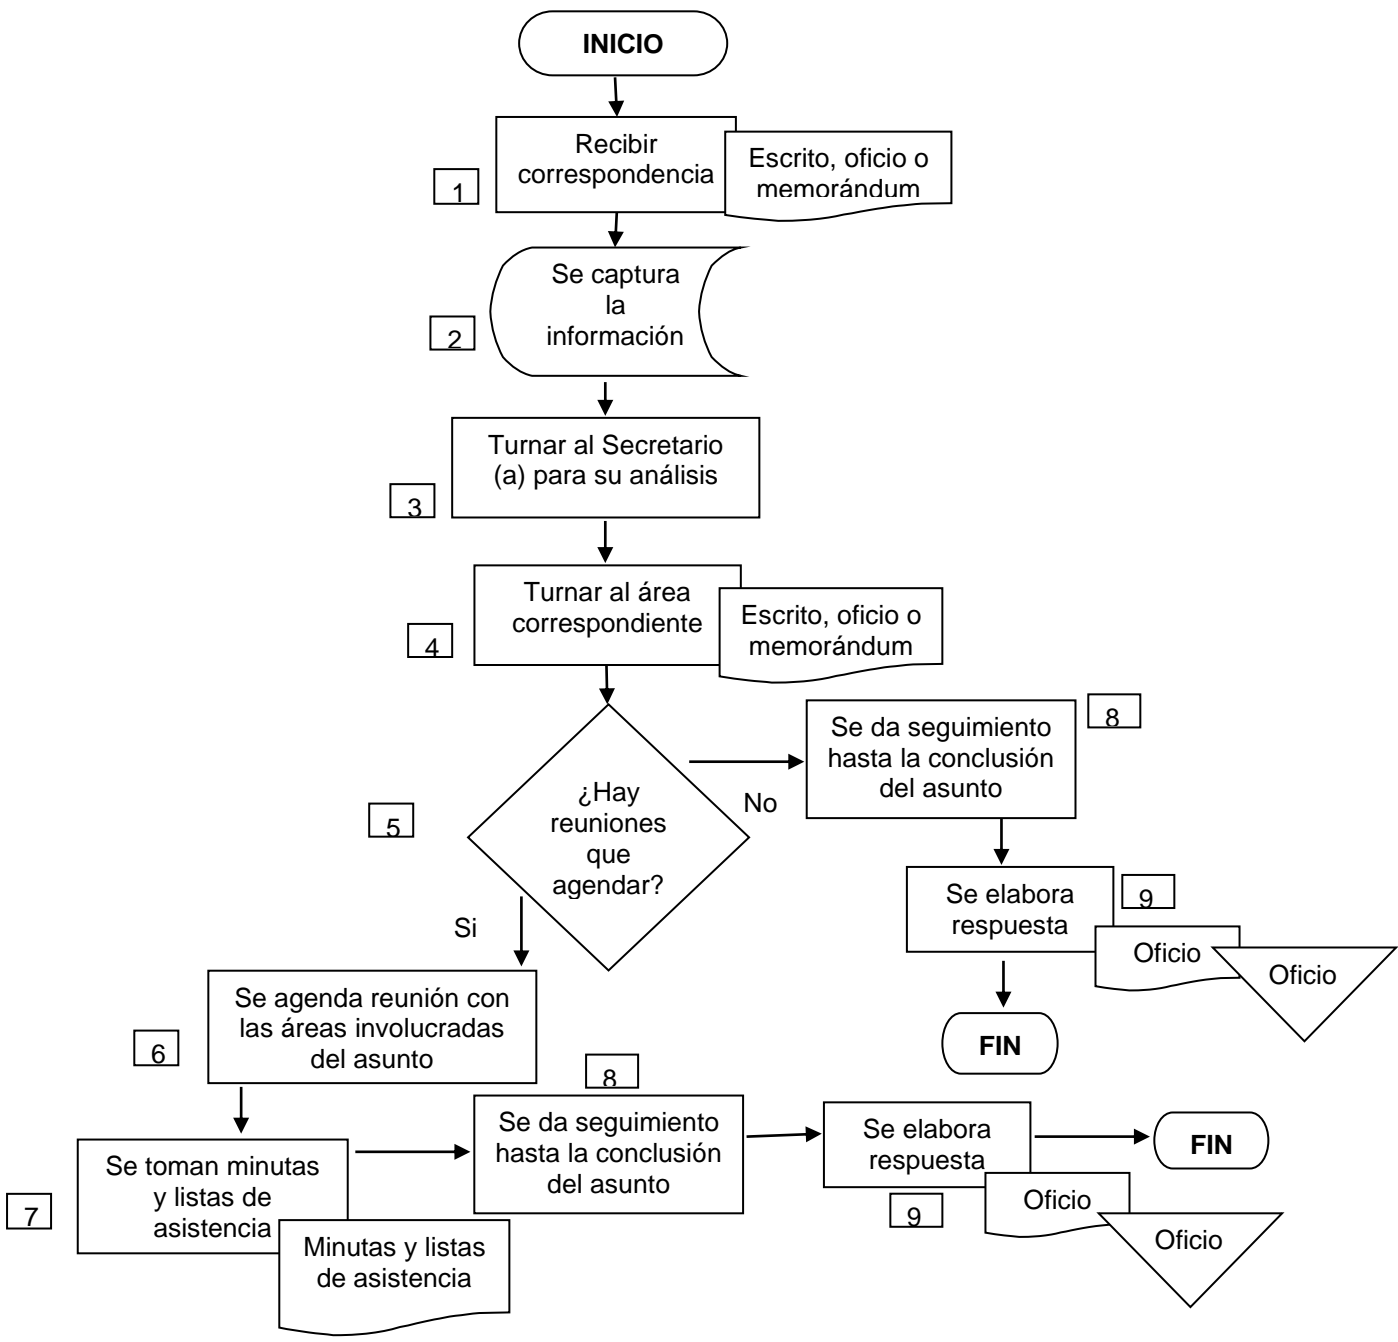 INICIO
Recibir
correspondencia
Escrito, oficio o
memorándum
1
Se captura
la
información
2
Turnar al Secretario
(a) para su análisis
3
Turnar al área
correspondiente
Escrito, oficio o
memorándum
4
¿Hay
reuniones
que
agendar?
5
No
Se da seguimiento
hasta la conclusión
del asunto
8
Se elabora
respuesta
9
Oficio
Oficio
FIN
Si
Se agenda reunión con
las áreas involucradas
del asunto
6
Se toman minutas
y listas de
asistencia
7
Minutas y listas
de asistencia
8
Se da seguimiento
hasta la conclusión
del asunto
Se elabora
respuesta
9
Oficio
Oficio
FIN